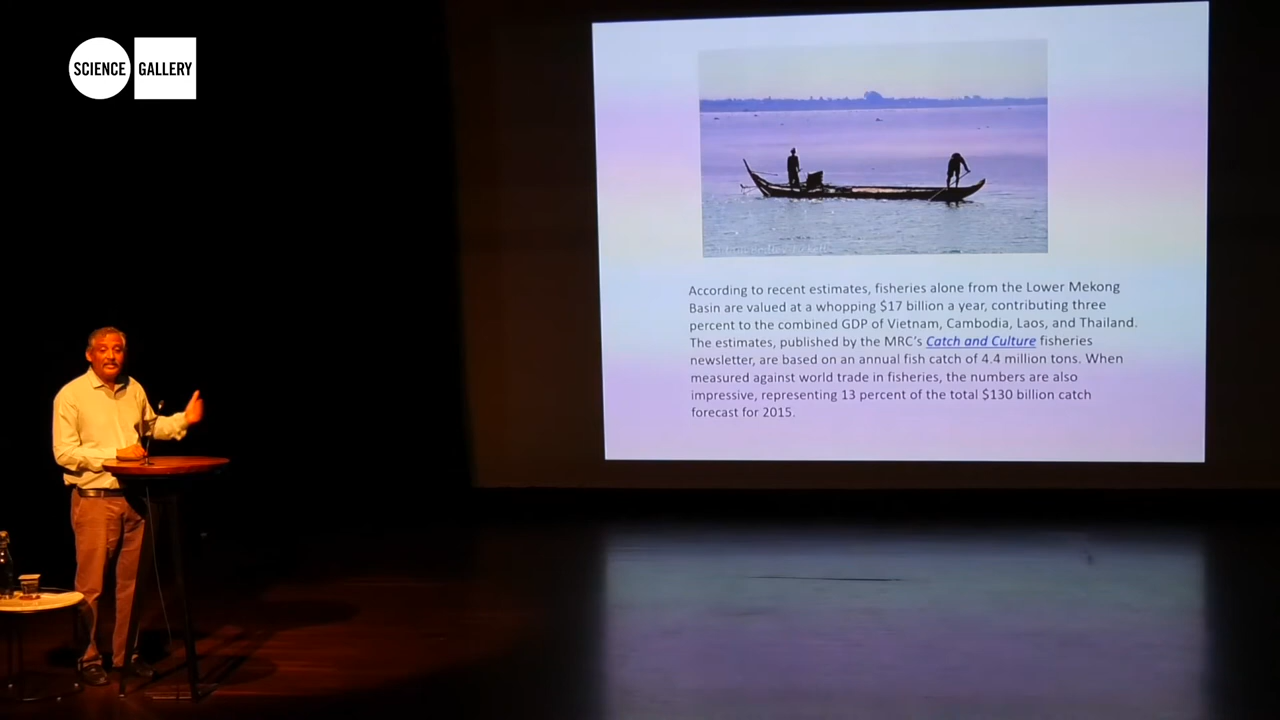 SCIENCE GALLERY
According to recent estimates, fisheries alone from the Lower Mekong
Basin are valued at a whopping $17 billion a year, contributing three
percent to the combined GDP of Vietnam, Cambodia, Laos, and Thailand.
The estimates, published by the MRC's Catch and Culture fisheries
newsletter, are based on an annual fish catch of 4.4 million tons. When
measured against world trade in fisheries, the numbers are also
impressive, representing 13 percent of the total $130 billion catch
forecast for 2015.